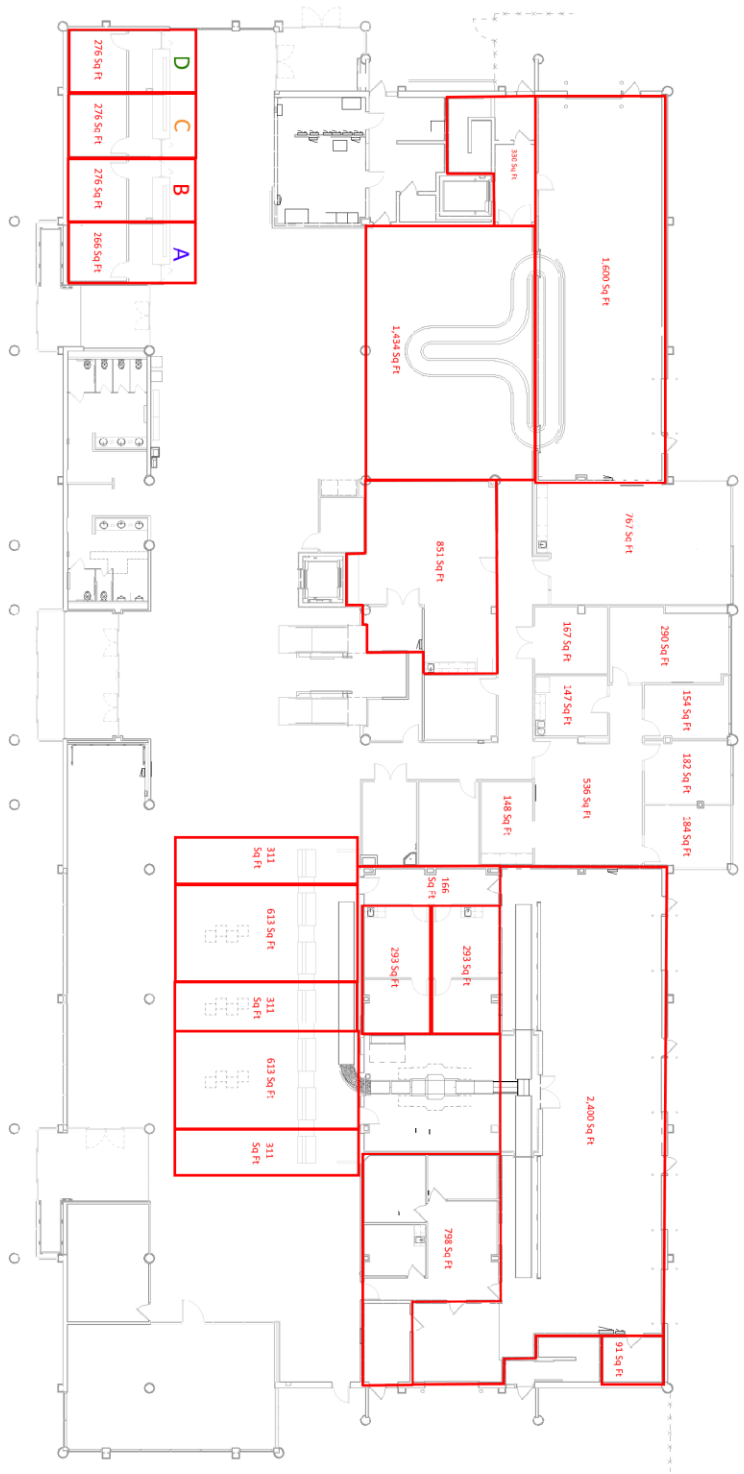 D
276 Sq Ft
C
276 Sq Ft
B
276 Sq Ft
A
266 Sq Ft
330 Sq Ft
1,600 Sq Ft
1,434 Sq Ft
851 Sq Ft
767 Sq Ft
167 Sq Ft
290 Sq Ft
147 Sq Ft
154 Sq Ft
536 Sq Ft
182 Sq Ft
148 Sq Ft
184 Sq Ft
311
Sq Ft
166
Sq Ft
613 Sq Ft
293 Sq Ft
293 Sq Ft
311
Sq Ft
613 Sq Ft
2,400 Sq Ft
311
Sq Ft
798 Sq Ft
91 Sq Ft